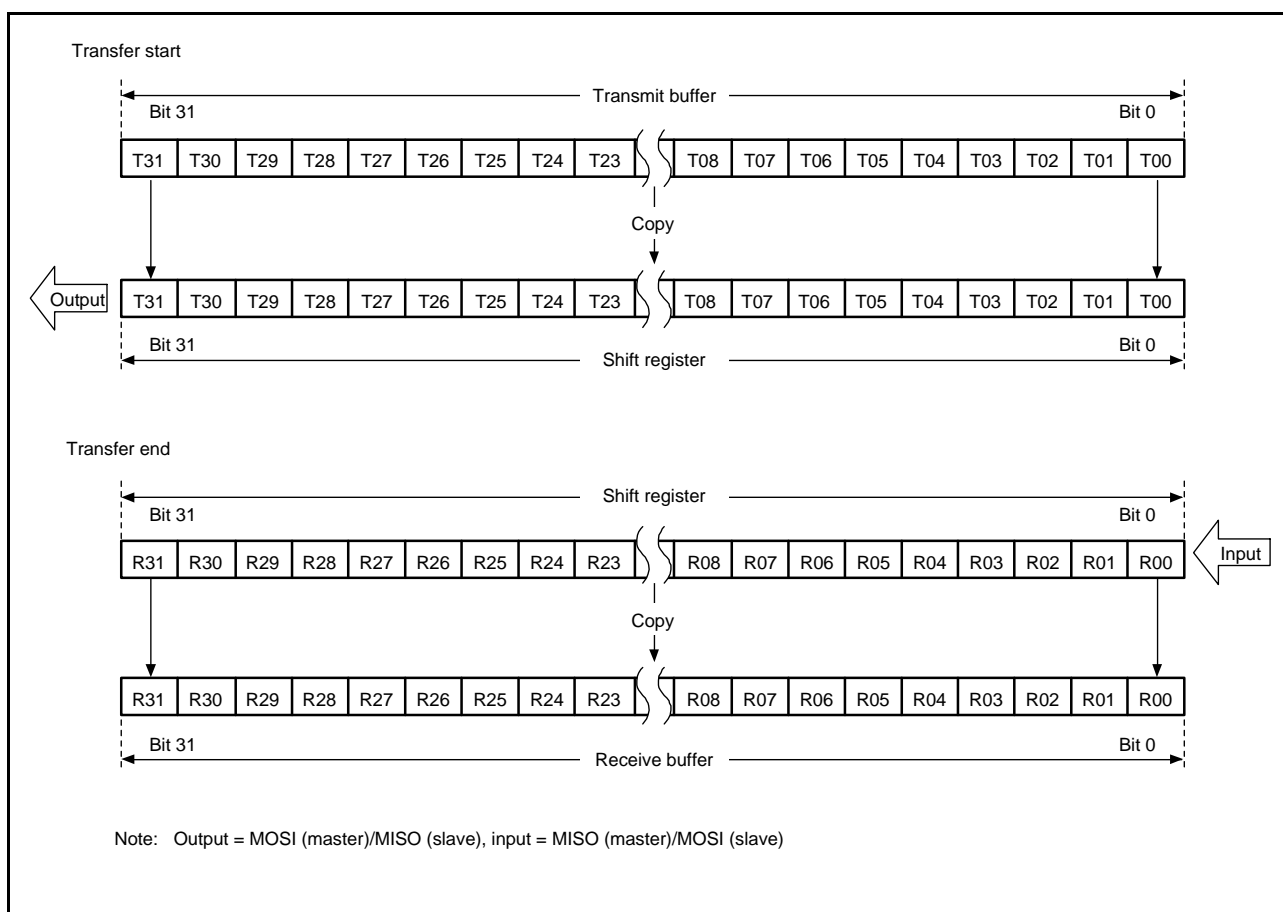 Transfer start
Transmit buffer
Bit 31 Bit 0
T31 T30 T29 T28 T27 T26 T25 T24 T23 T08 T07 T06 T05 T04 T03 T02 T01 T00
Copy
Output T31 T30 T29 T28 T27 T26 T25 T24 T23 T08 T07 T06 T05 T04 T03 T02 T01 T00
Bit 31 Bit 0
Shift register
Transfer end
Shift register
Bit 31 Bit 0
R31 R30 R29 R28 R27 R26 R25 R24 R23 R08 R07 R06 R05 R04 R03 R02 R01 R00 Input
Copy
R31 R30 R29 R28 R27 R26 R25 R24 R23 R08 R07 R06 R05 R04 R03 R02 R01 R00
Bit 31 Bit 0
Receive buffer
Note: Output = MOSI (master)/MISO (slave), input = MISO (master)/MOSI (slave)